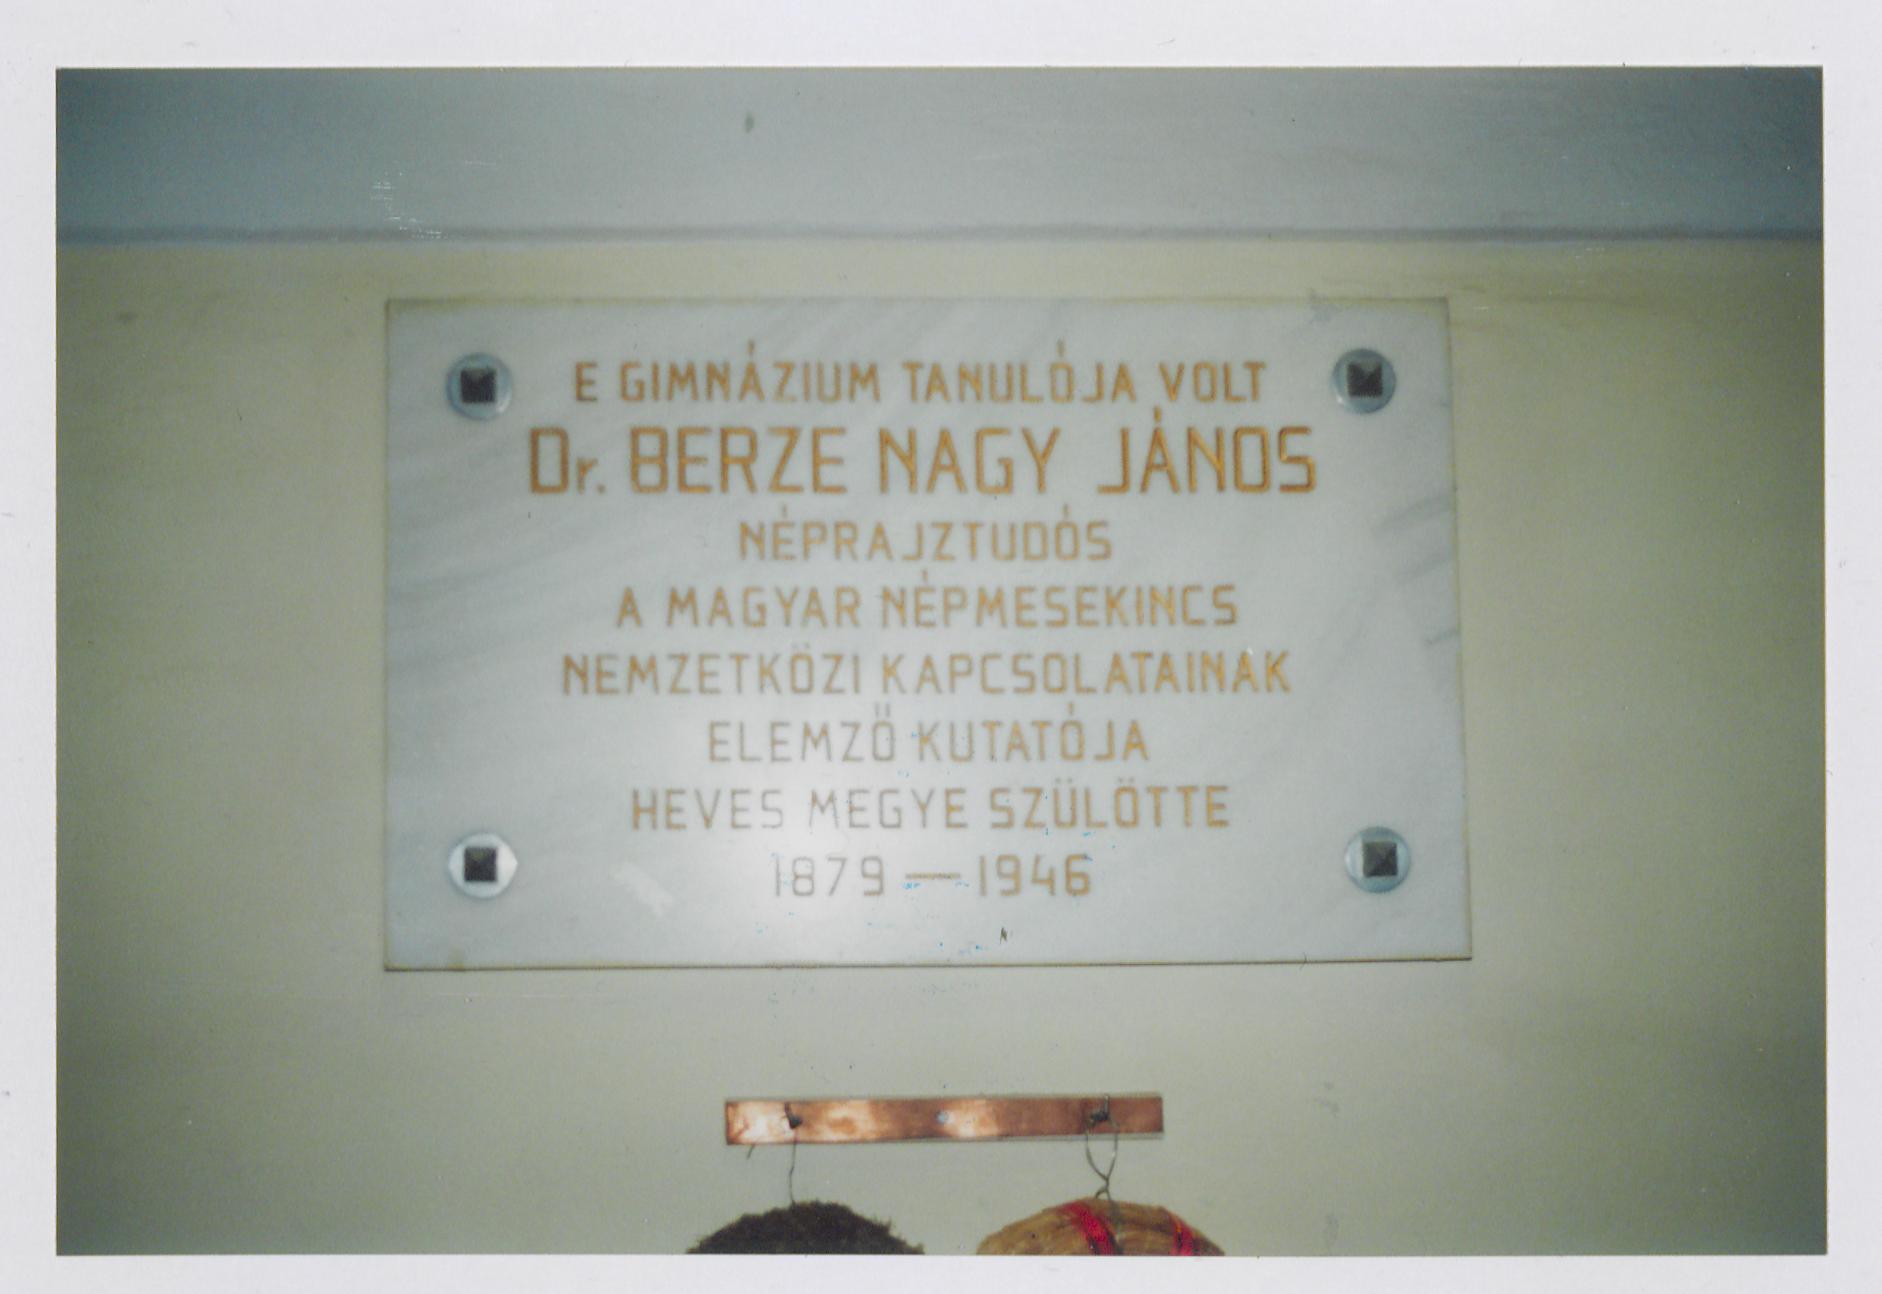 E GIMNÁZIUM TANULÓJA VOLT
Dr. BERZE NAGY JÁNOS
NÉPRAJZTUDÓS
A MAGYAR NÉPMESEKINCS
NEMZETKÖZI KAPCSOLATAINAK
ELEMZŐ KUTATÓJA
HEVES MEGYE SZÜLÖTTE
1879 — 1946